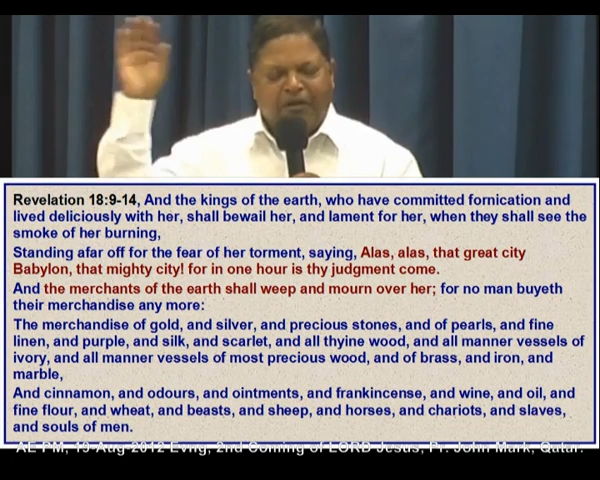 Revelation 18:9-14, And the kings of the earth, who have committed fornication and
lived deliciously with her, shall bewail her, and lament for her, when they shall see the
smoke of her burning,
Standing afar off for the fear of her torment, saying, Alas, alas, that great city
Babylon, that mighty city! for in one hour is thy judgment come.
And the merchants of the earth shall weep and mourn over her; for no man buyeth
their merchandise any more:
The merchandise of gold, and silver, and precious stones, and of pearls, and fine
linen, and purple, and silk, and scarlet, and all thyine wood, and all manner vessels of
ivory, and all manner vessels of most precious wood, and of brass, and iron, and
marble,
And cinnamon, and odours, and ointments, and frankincense, and wine, and oil, and
fine flour, and wheat, and beasts, and sheep, and horses, and chariots, and slaves,
and souls of men.
AE PM, 19-Aug-2012 Evng, 2nd Coming of LORD Jesus, Pr. John Mark, Qatar.